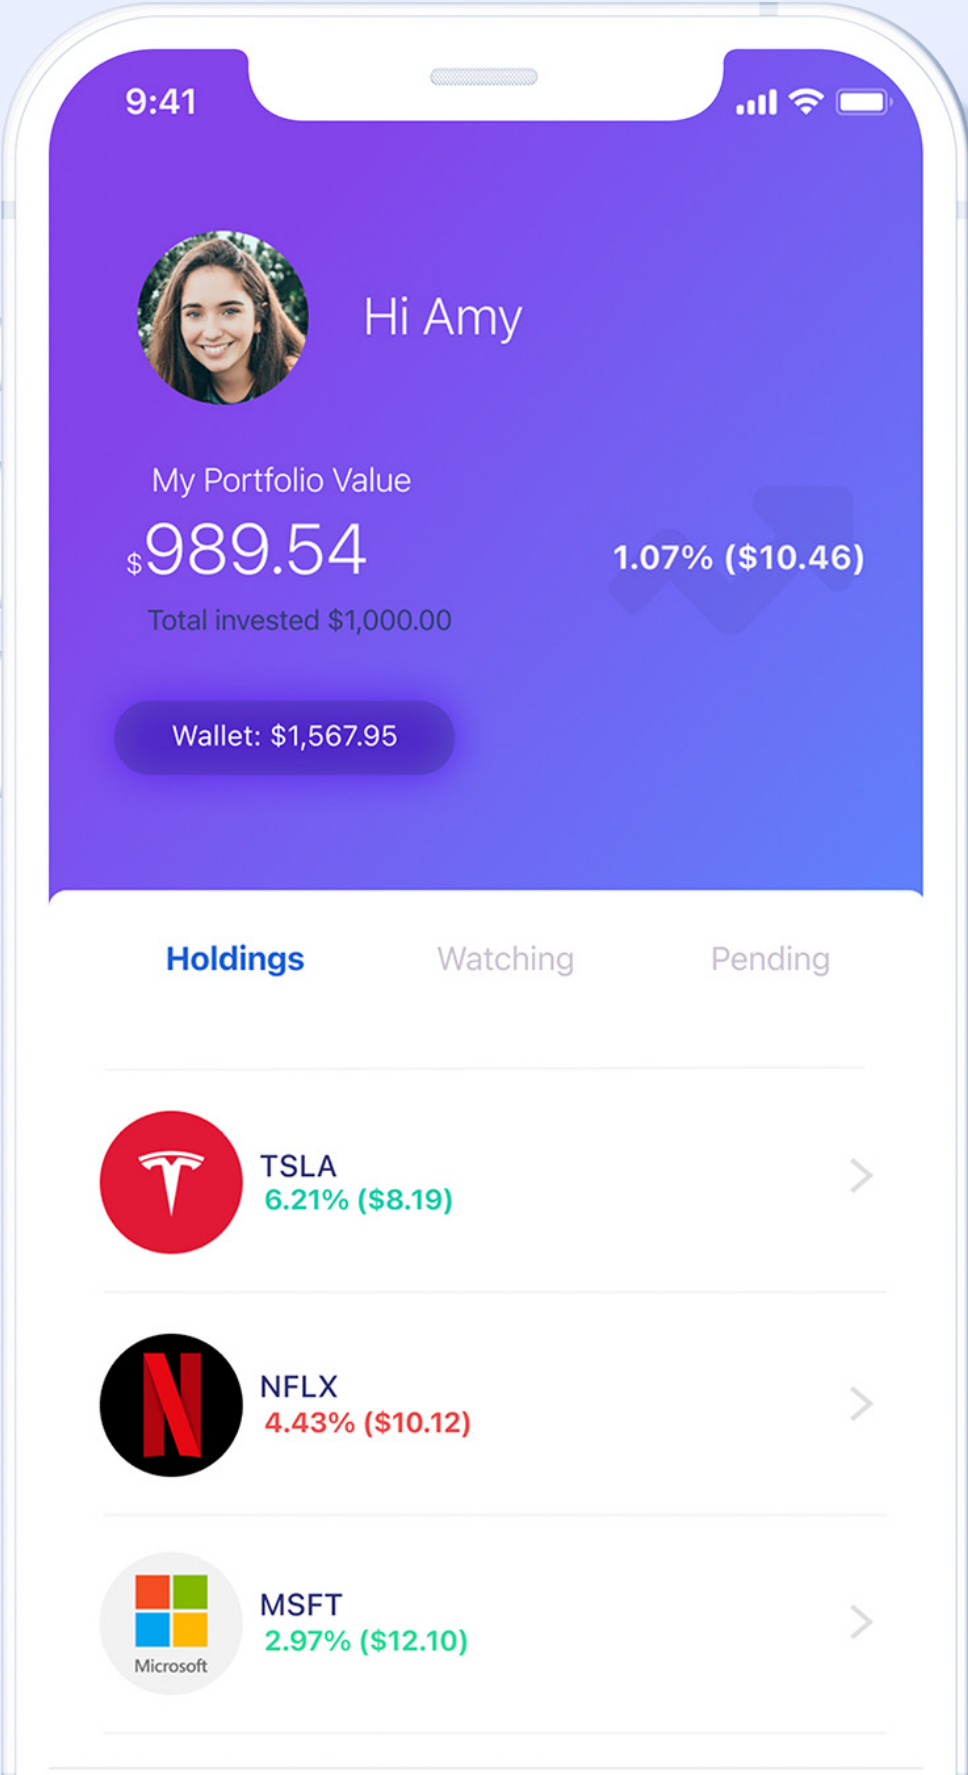 9:41
Hi Amy
My Portfolio Value
$989.54
1.07% ($10.46)
Total invested $1,000.00
Wallet: $1,567.95
Holdings Watching Pending
TSLA
6.21% ($8.19)
NFLX
4.43% ($10.12)
MSFT
2.97% ($12.10)
Microsoft